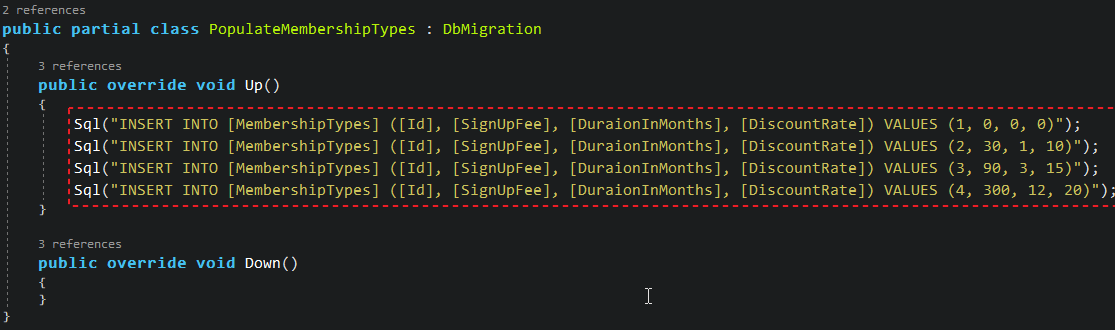 2 references
public partial class PopulateMembershipTypes : DbMigration
{
3 references
public override void Up()
{
Sql("INSERT INTO [MembershipTypes] ([Id], [SignUpFee], [DuraionInMonths], [DiscountRate]) VALUES (1, 0, 0, 0)");
Sql("INSERT INTO [MembershipTypes] ([Id], [SignUpFee], [DuraionInMonths], [DiscountRate]) VALUES (2, 30, 1, 10)");
Sql("INSERT INTO [MembershipTypes] ([Id], [SignUpFee], [DuraionInMonths], [DiscountRate]) VALUES (3, 90, 3, 15)");
Sql("INSERT INTO [MembershipTypes] ([Id], [SignUpFee], [DuraionInMonths], [DiscountRate]) VALUES (4, 300, 12, 20)");
}
3 references
public override void Down()
{
}
}